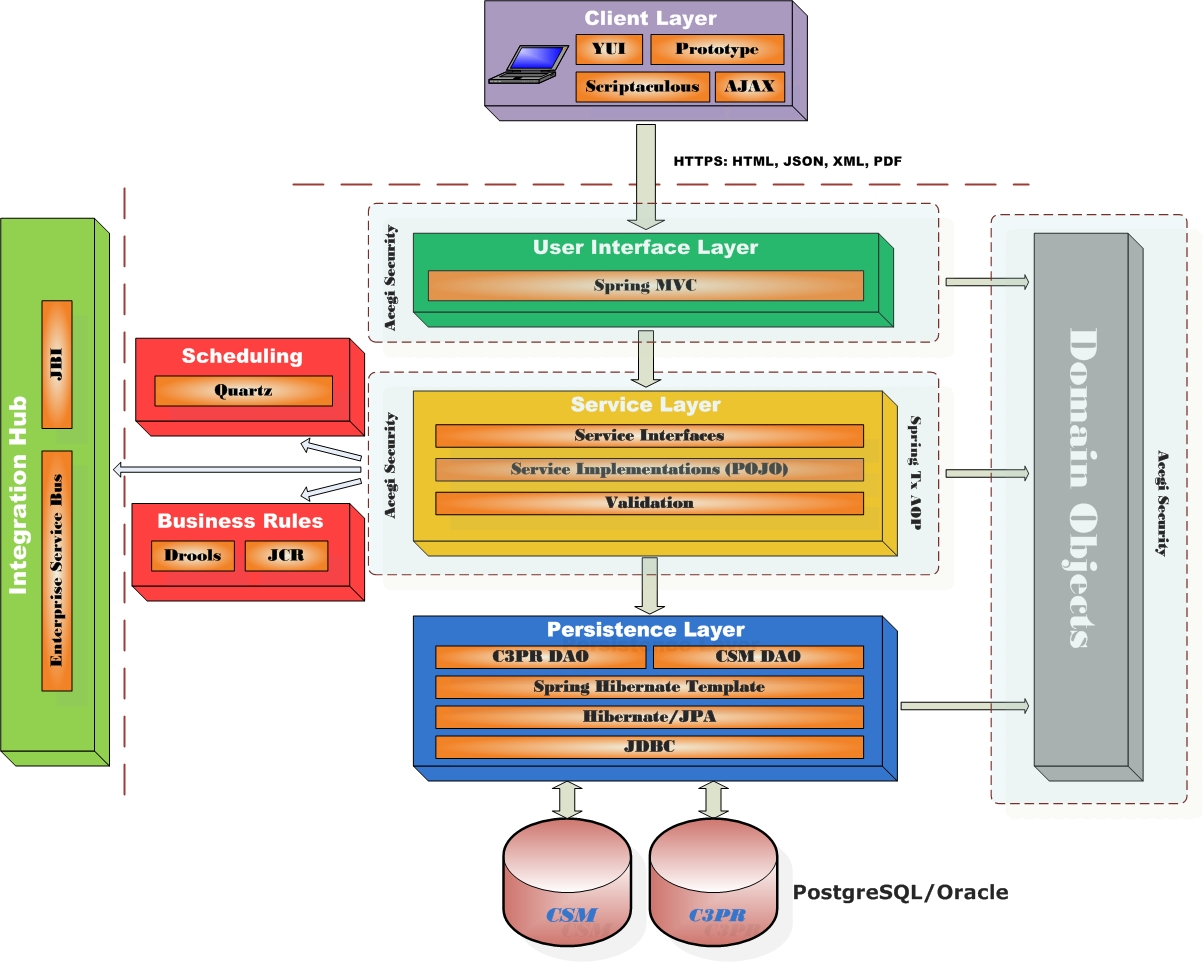 Client Layer
YUI
Prototype
Scriptaculous
AJAX
HTTPS: HTML, JSON, XML, PDF
Acegi Security
User Interface Layer
Spring MVC
Integration Hub
JBI
Enterprise Service Bus
Scheduling
Quartz
Business Rules
Drools
JCR
Acegi Security
Service Layer
Service Interfaces
Service Implementations (POJO)
Validation
Spring Tx AOP
Domain Objects
Acegi Security
Persistence Layer
C3PR DAO
CSM DAO
Spring Hibernate Template
Hibernate/JPA
JDBC
CSM
C3PR
PostgreSQL/Oracle